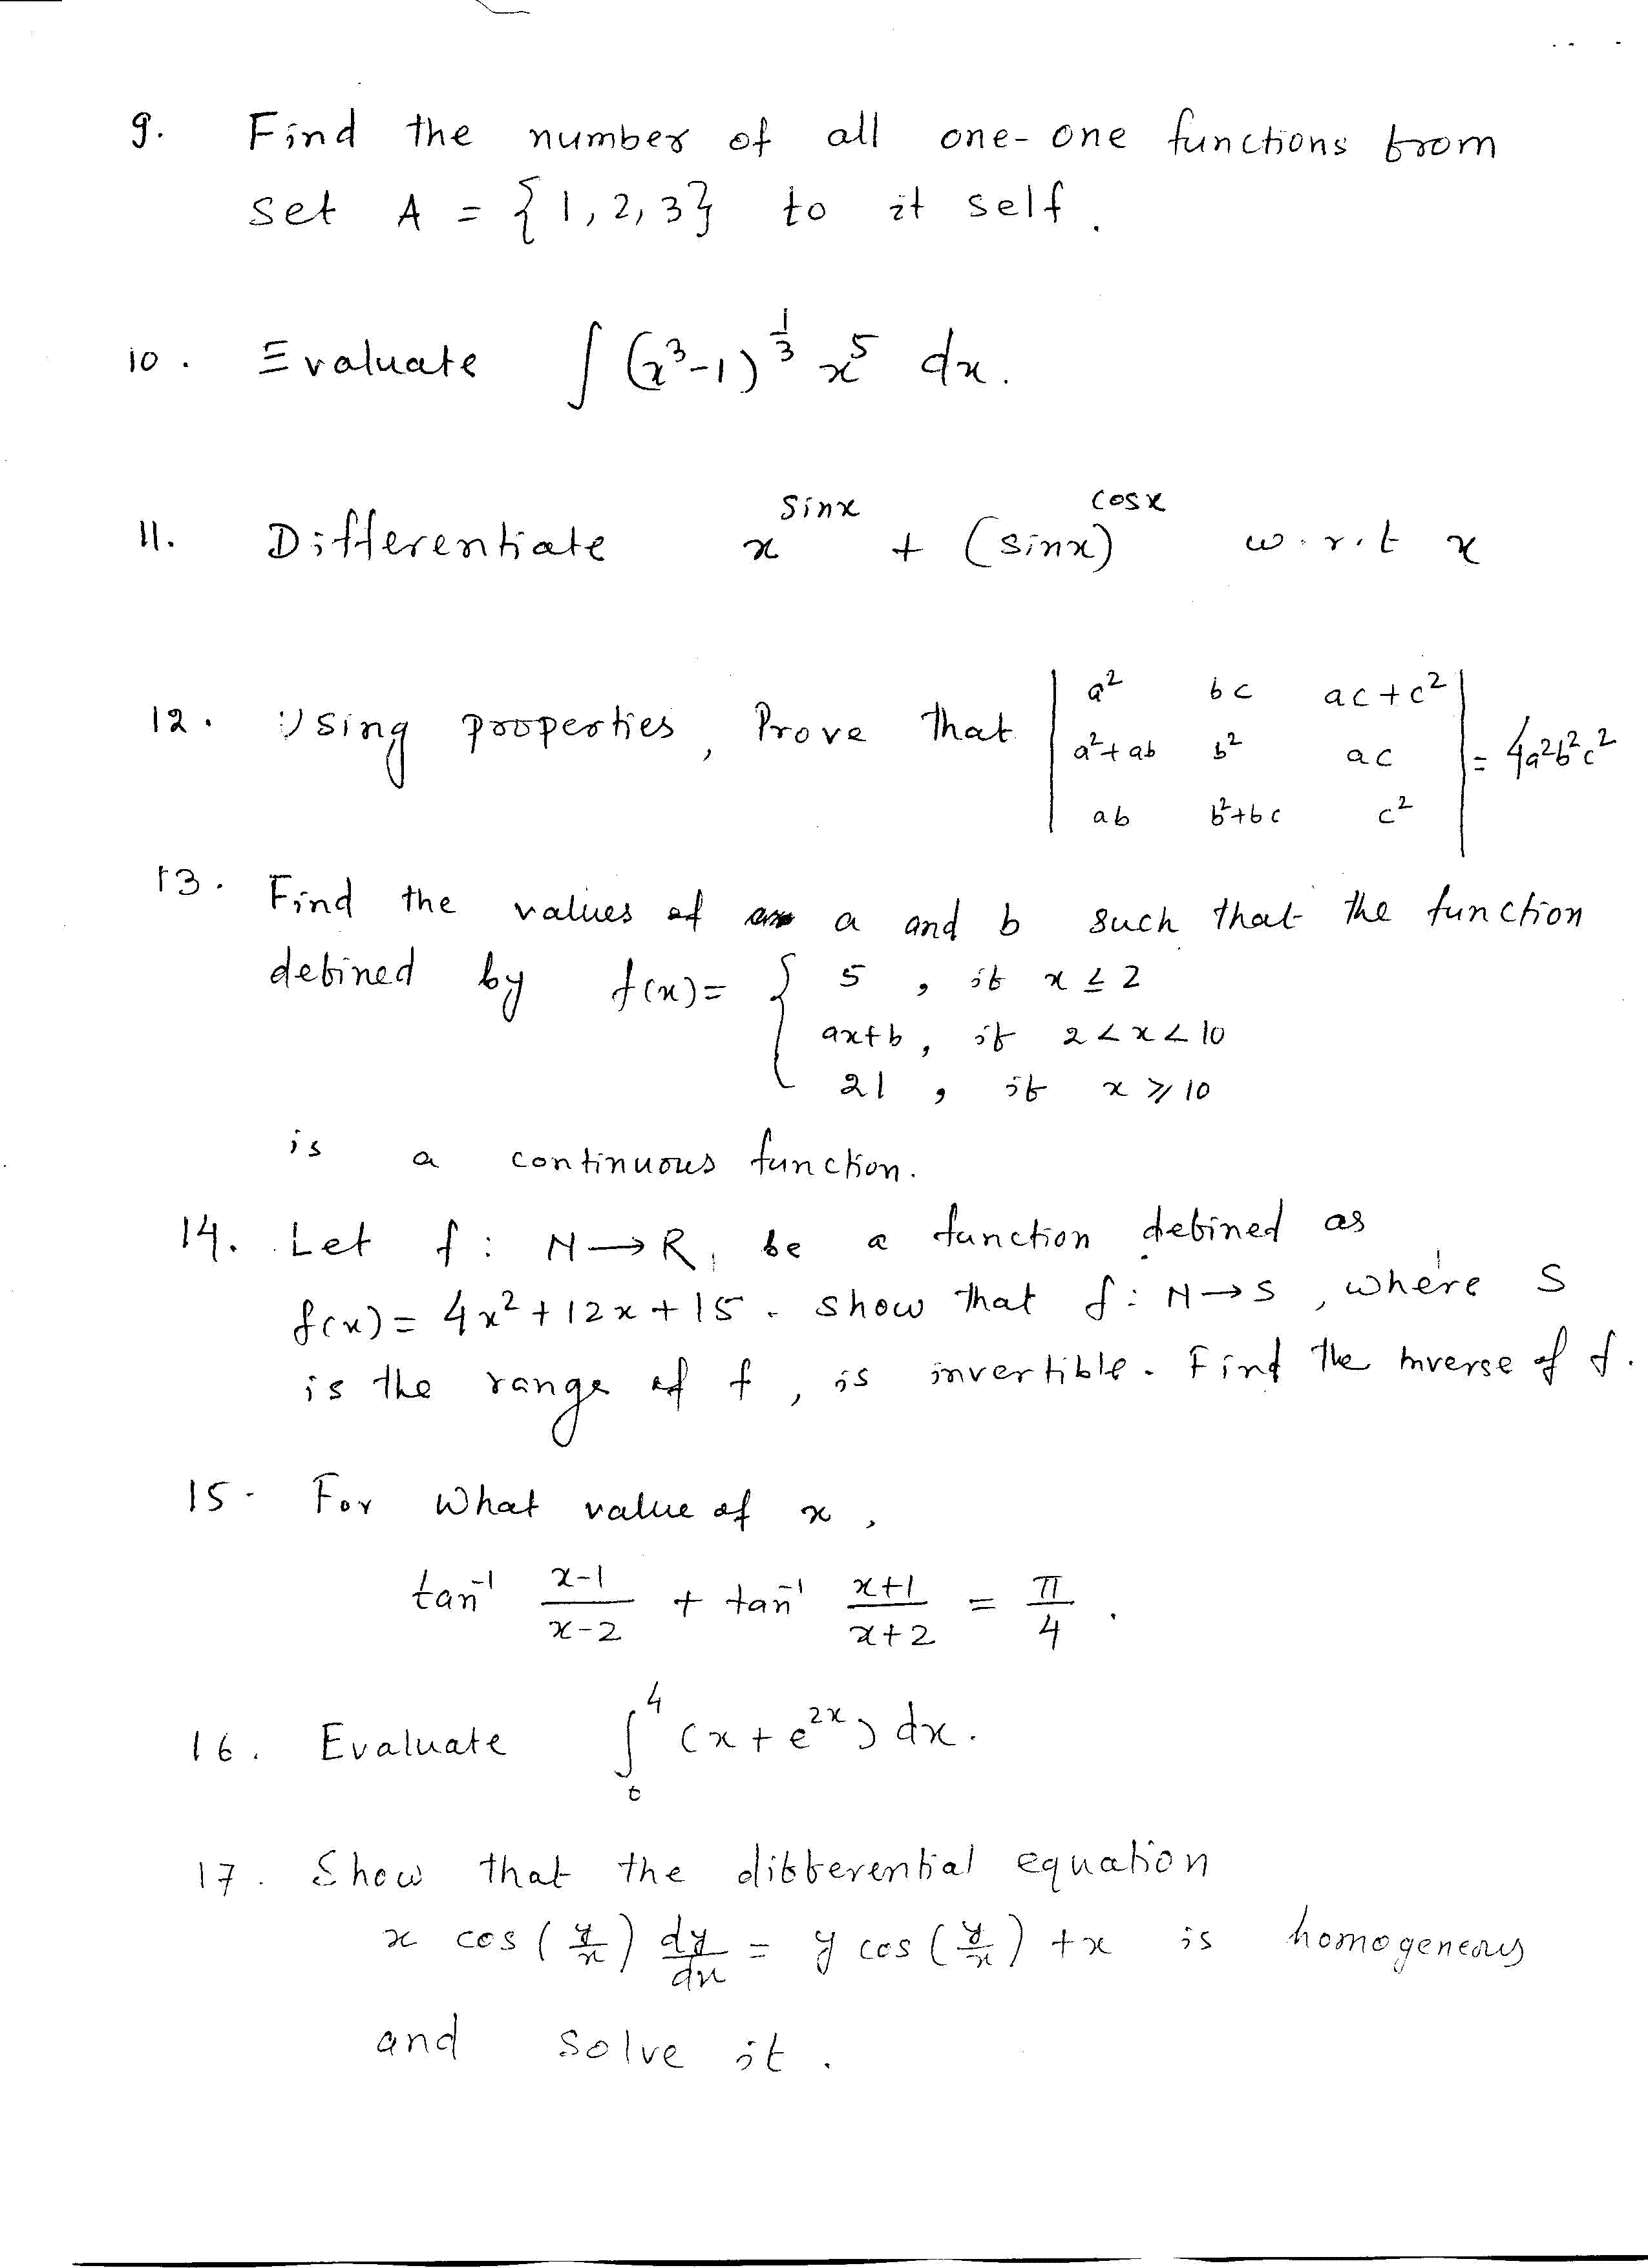 9. Find the number of all one-one functions from
set A = {1, 2, 3} to it self.
10. Evaluate ∫ (x³-1)^(1/3) x⁵ dx.
11. Differentiate x^(sinx) + (sinx)^(cosx) w.r.t x
12. Using properties, Prove that | a² bc ac+c² |
| a²+ab b² ac | = 4a²b²c²
| ab b²+bc c² |
13. Find the values of a and b such that the function
defined by f(x) = { 5 , if x ≤ 2
ax+b , if 2 < x < 10
21 , if x ≥ 10
is a continuous function.
14. Let f : N → R, be a function defined as
f(x) = 4x² + 12x + 15. show that f : N → S, where S
is the range of f, is invertible. Find the inverse of f.
15. For what value of x,
tan⁻¹ (x-1)/(x-2) + tan⁻¹ (x+1)/(x+2) = π/4.
16. Evaluate ∫₀⁴ (x + e^(2x)) dx.
17. Show that the differential equation
x cos(y/x) dy/dx = y cos(y/x) + x is homogeneous
and solve it.